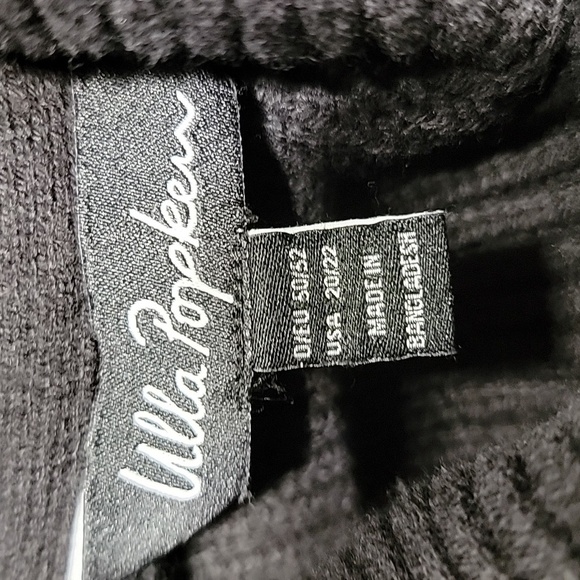 Ulla Popken
D/EU 50/52
USA 20/22
MADE IN
BANGLADESH